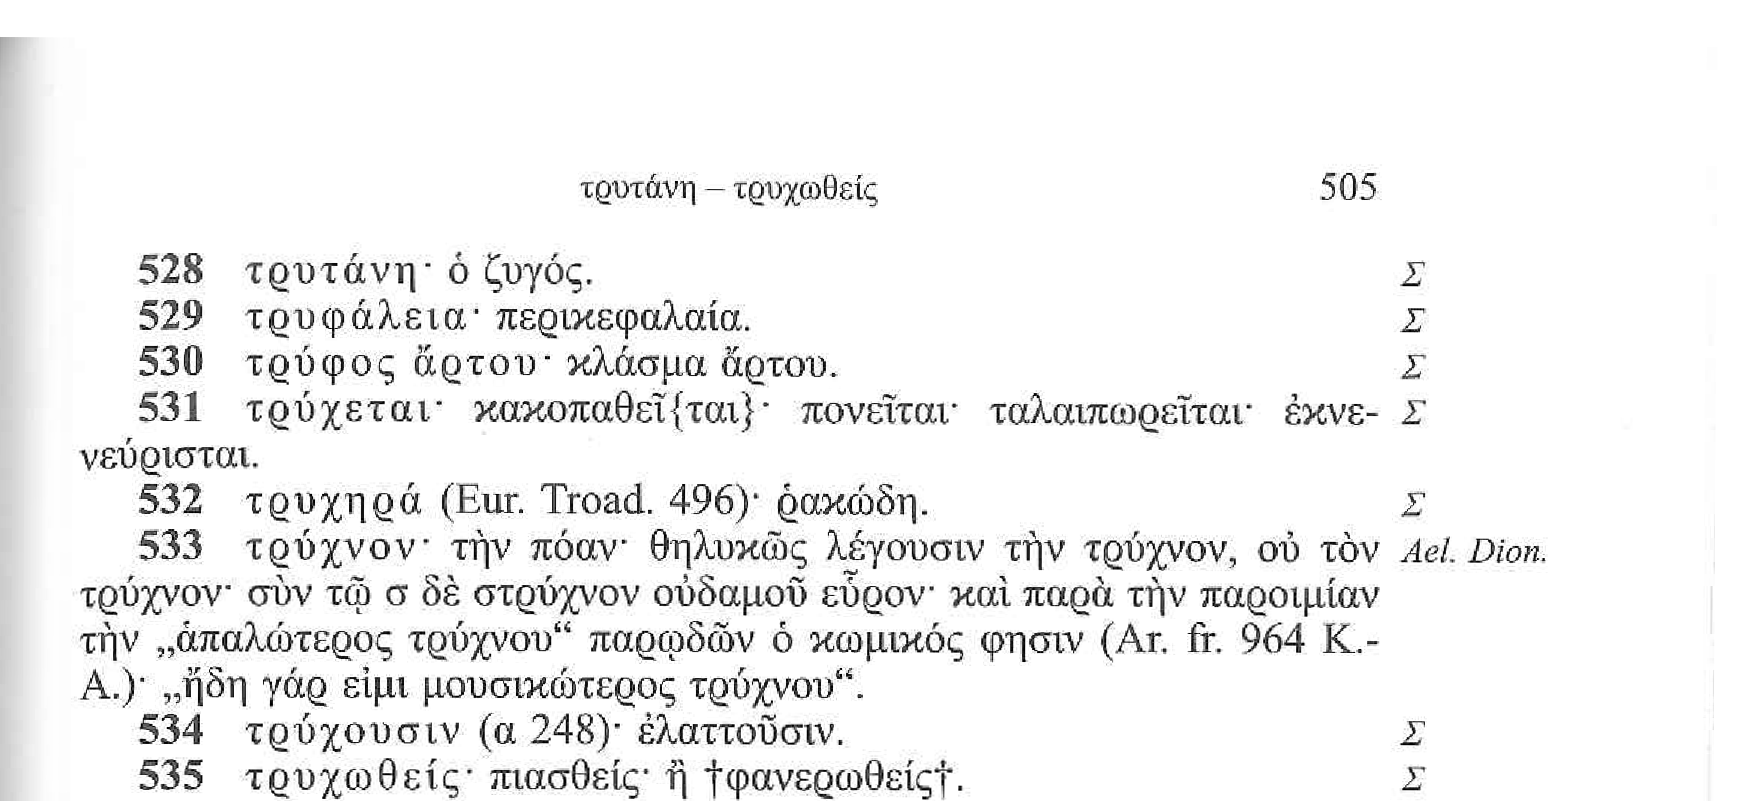 τρυτάνη – τρυχωθείς 505
528 τρυτάνη· ὁ ζυγός. Σ
529 τρυφάλεια· περικεφαλαία. Σ
530 τρύφος ἄρτου· κλάσμα ἄρτου. Σ
531 τρύχεται· κακοπαθεῖ{ται}· πονεῖται· ταλαιπωρεῖται· ἐκνε- Σ
νεύρισται.
532 τρυχηρά (Eur. Troad. 496)· ῥακώδη. Σ
533 τρύχνον· τὴν πόαν· θηλυκῶς λέγουσιν τὴν τρύχνον, οὐ τὸν Ael. Dion.
τρύχνον· σὺν τῷ σ δὲ στρύχνον οὐδαμοῦ εὗρον· καὶ παρὰ τὴν παροιμίαν
τὴν „ἁπαλώτερος τρύχνου“ παρῳδῶν ὁ κωμικός φησιν (Ar. fr. 964 K.-
A.)· „ἤδη γάρ εἰμι μουσικώτερος τρύχνου“.
534 τρύχουσιν (α 248)· ἐλαττοῦσιν. Σ
535 τρυχωθείς· πιασθείς· ἢ †φανερωθείς†. Σ